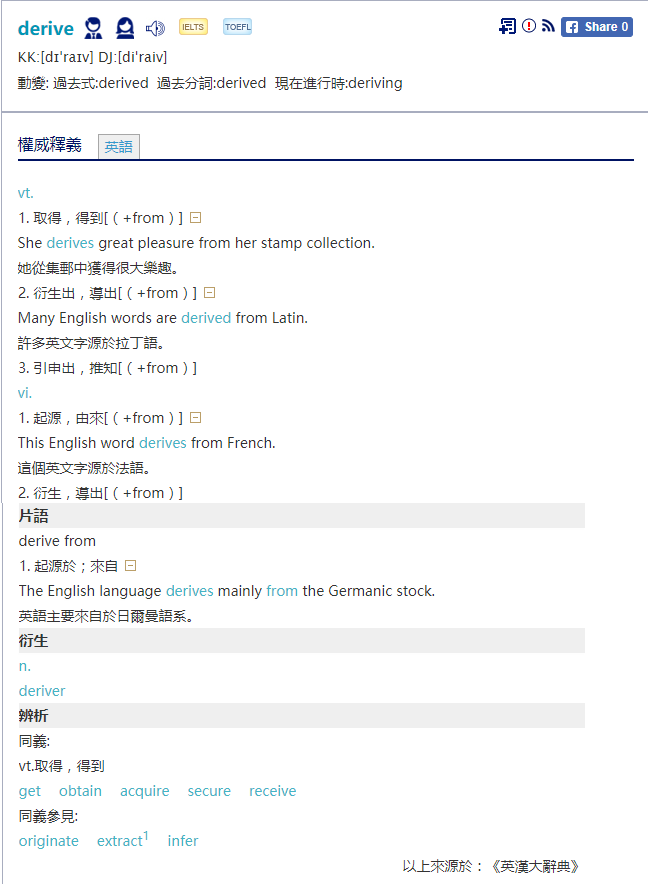 derive IELTS TOEFL Share 0
KK:[dɪˈraɪv] DJ:[diˈraiv]
動變: 過去式:derived 過去分詞:derived 現在進行時:deriving
權威釋義 英語
vt.
1. 取得，得到[（+from）]
She derives great pleasure from her stamp collection.
她從集郵中獲得很大樂趣。
2. 衍生出，導出[（+from）]
Many English words are derived from Latin.
許多英文字源於拉丁語。
3. 引申出，推知[（+from）]
vi.
1. 起源，由來[（+from）]
This English word derives from French.
這個英文字源於法語。
2. 衍生，導出[（+from）]
片語
derive from
1. 起源於；來自
The English language derives mainly from the Germanic stock.
英語主要來自於日爾曼語系。
衍生
n.
deriver
辨析
同義:
vt.取得，得到
get obtain acquire secure receive
同義參見:
originate extract1 infer
以上來源於：《英漢大辭典》